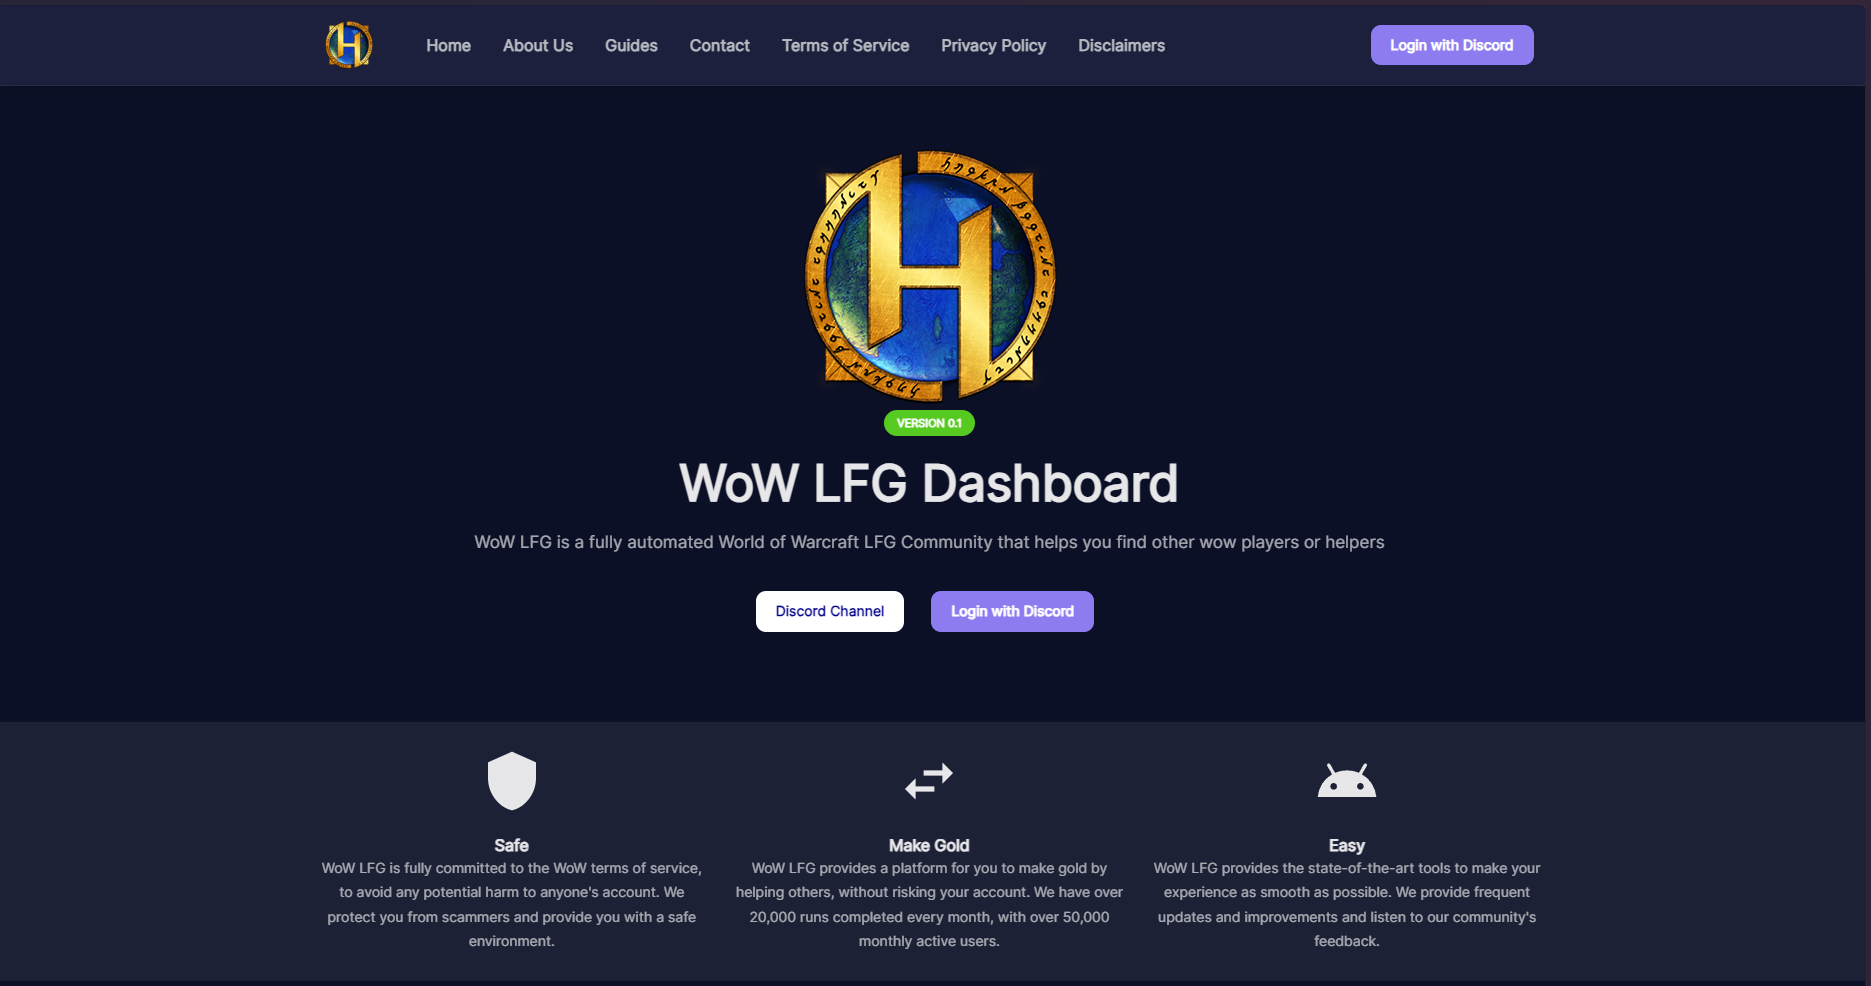 Home About Us Guides Contact Terms of Service Privacy Policy Disclaimers Login with Discord
H
VERSION 0.1
WoW LFG Dashboard
WoW LFG is a fully automated World of Warcraft LFG Community that helps you find other wow players or helpers
Discord Channel Login with Discord
Safe
WoW LFG is fully committed to the WoW terms of service,
to avoid any potential harm to anyone's account. We
protect you from scammers and provide you with a safe
environment.
Make Gold
WoW LFG provides a platform for you to make gold by
helping others, without risking your account. We have over
20,000 runs completed every month, with over 50,000
monthly active users.
Easy
WoW LFG provides the state-of-the-art tools to make your
experience as smooth as possible. We provide frequent
updates and improvements and listen to our community's
feedback.